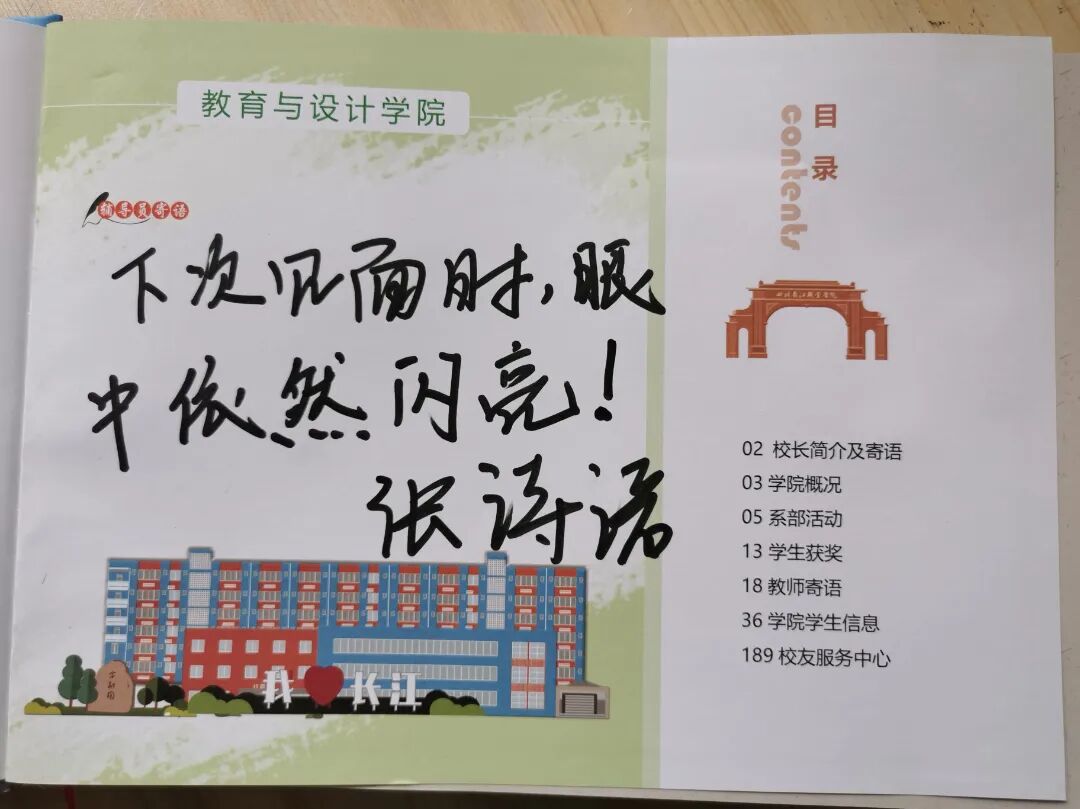 教育与设计学院
辅导员寄语
下次见面时,眼
中依然闪亮!
张诗诺
我 长江
目录
contents
02 校长简介及寄语
03 学院概况
05 系部活动
13 学生获奖
18 教师寄语
36 学院学生信息
189 校友服务中心